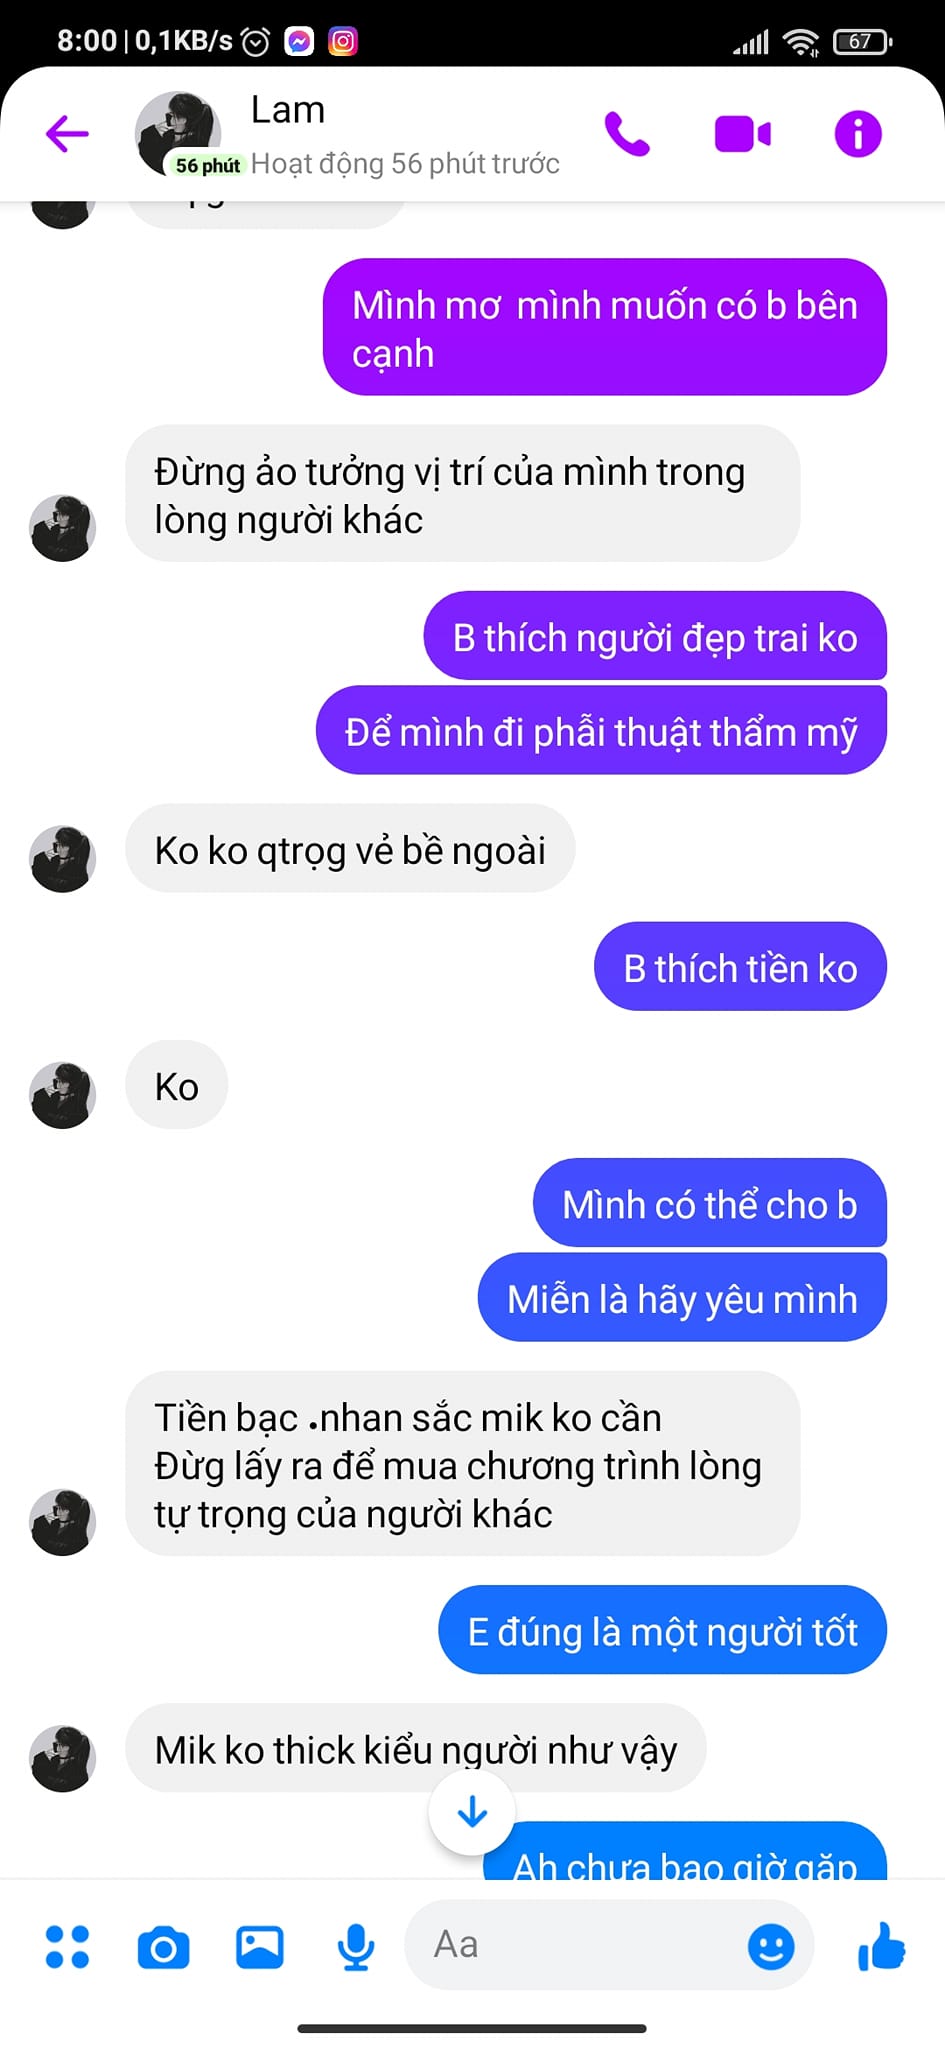 8:00 | 0,1KB/s
67
Lam
56 phút
Hoạt động 56 phút trước
Mình mơ mình muốn có b bên
cạnh
Đừng ảo tưởng vị trí của mình trong
lòng người khác
B thích người đẹp trai ko
Để mình đi phẫi thuật thẩm mỹ
Ko ko qtrọg vẻ bề ngoài
B thích tiền ko
Ko
Mình có thể cho b
Miễn là hãy yêu mình
Tiền bạc .nhan sắc mik ko cần
Đừg lấy ra để mua chương trình lòng
tự trọng của người khác
E đúng là một người tốt
Mik ko thick kiểu người như vậy
Ah chưa bao giờ gặp
Aa